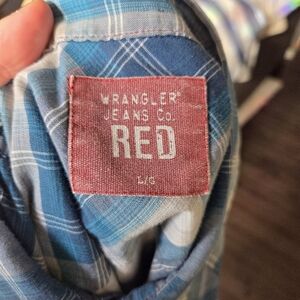 WRANGLER®
JEANS Co.
RED
L/G